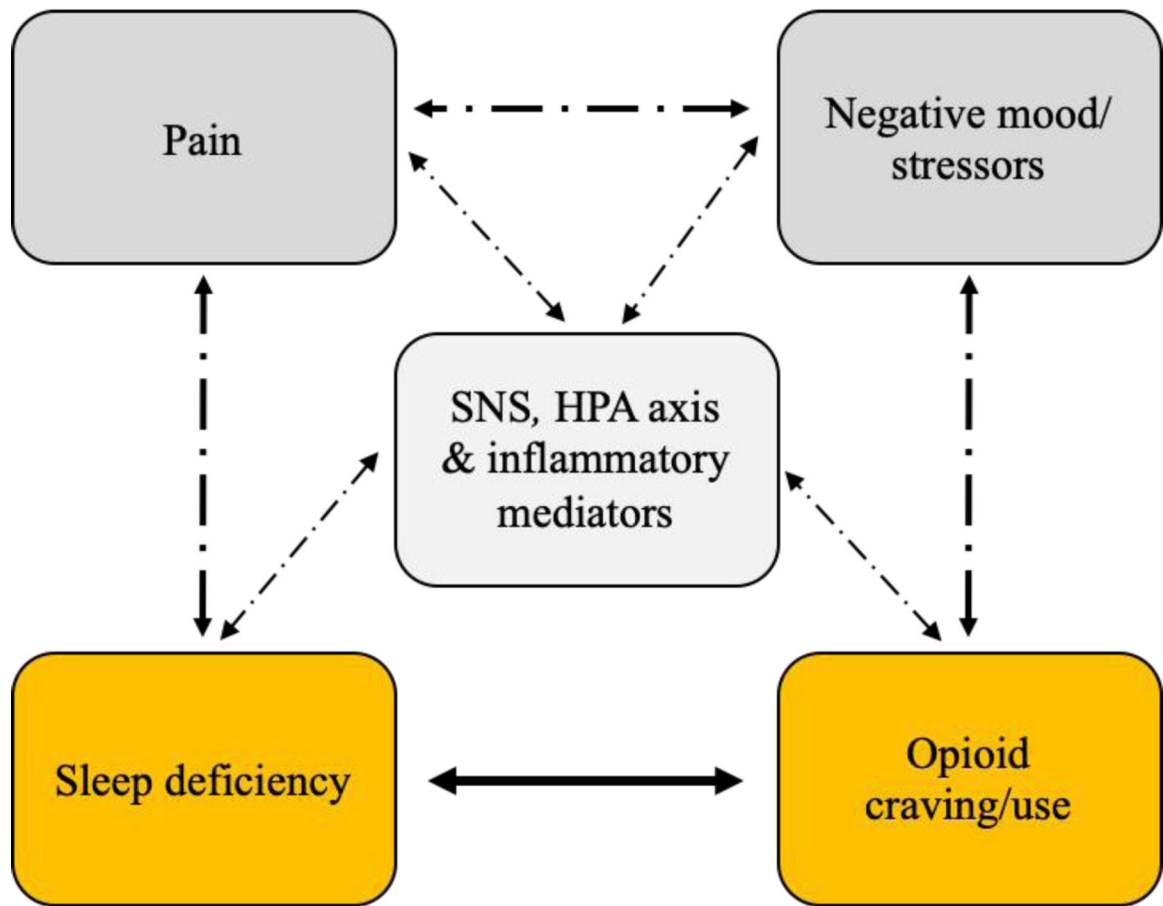 Pain
Negative mood/
stressors
SNS, HPA axis
& inflammatory
mediators
Sleep deficiency
Opioid
craving/use